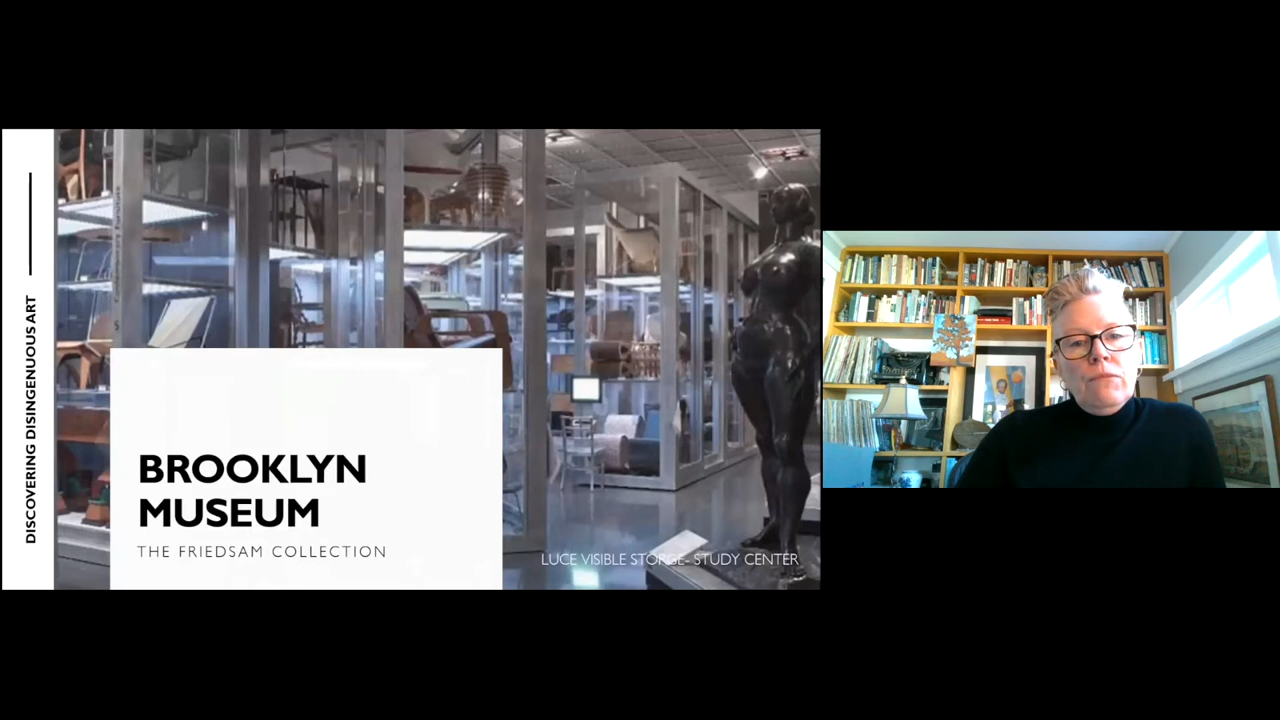 DISCOVERING DISINGENUOUS ART
BROOKLYN
MUSEUM
THE FRIEDSAM COLLECTION
LUCE VISIBLE STORGE- STUDY CENTER